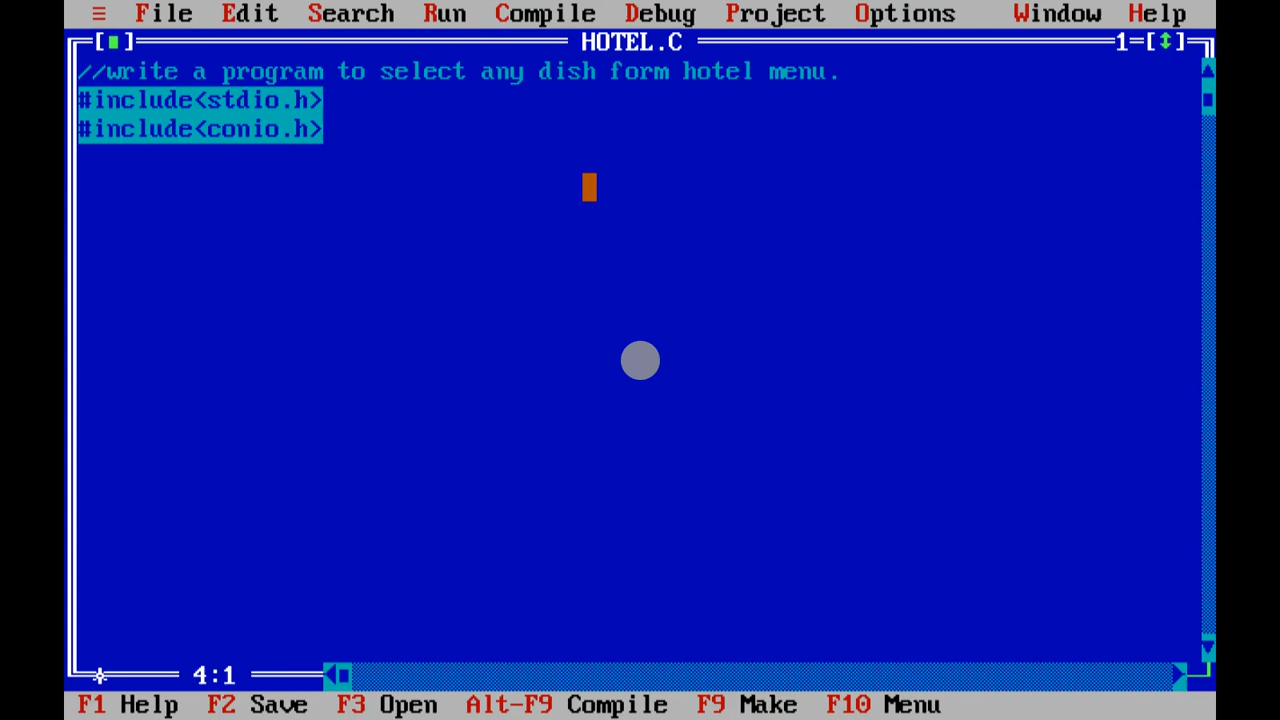 ≡ File Edit Search Run Compile Debug Project Options Window Help
[■] HOTEL.C 1=[↕]
//write a program to select any dish form hotel menu.
#include<stdio.h>
#include<conio.h>
4:1
F1 Help F2 Save F3 Open Alt-F9 Compile F9 Make F10 Menu